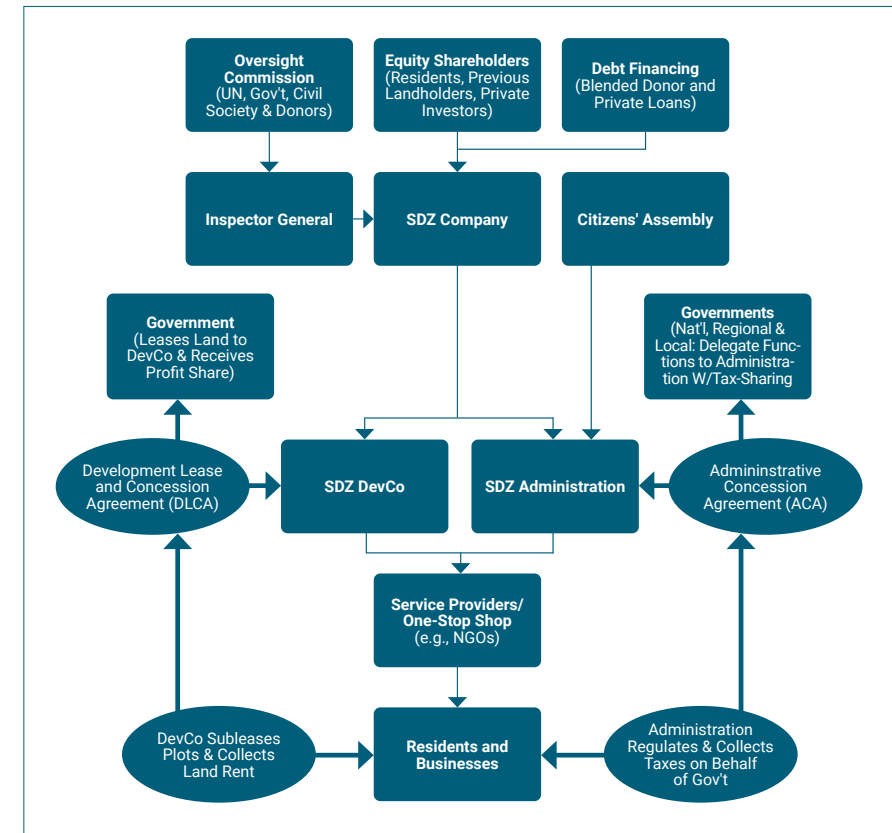 Oversight
Commission
(UN, Gov't, Civil
Society & Donors)
Equity Shareholders
(Residents, Previous
Landholders, Private
Investors)
Debt Financing
(Blended Donor and
Private Loans)
Inspector General
SDZ Company
Citizens' Assembly
Government
(Leases Land to
DevCo & Receives
Profit Share)
Governments
(Nat'l, Regional &
Local: Delegate Func-
tions to Administra-
tion W/Tax-Sharing
Development Lease
and Concession
Agreement (DLCA)
SDZ DevCo
SDZ Administration
Admininstrative
Concession
Agreement (ACA)
Service Providers/
One-Stop Shop
(e.g., NGOs)
DevCo Subleases
Plots & Collects
Land Rent
Residents and
Businesses
Administration
Regulates & Collects
Taxes on Behalf
of Gov't